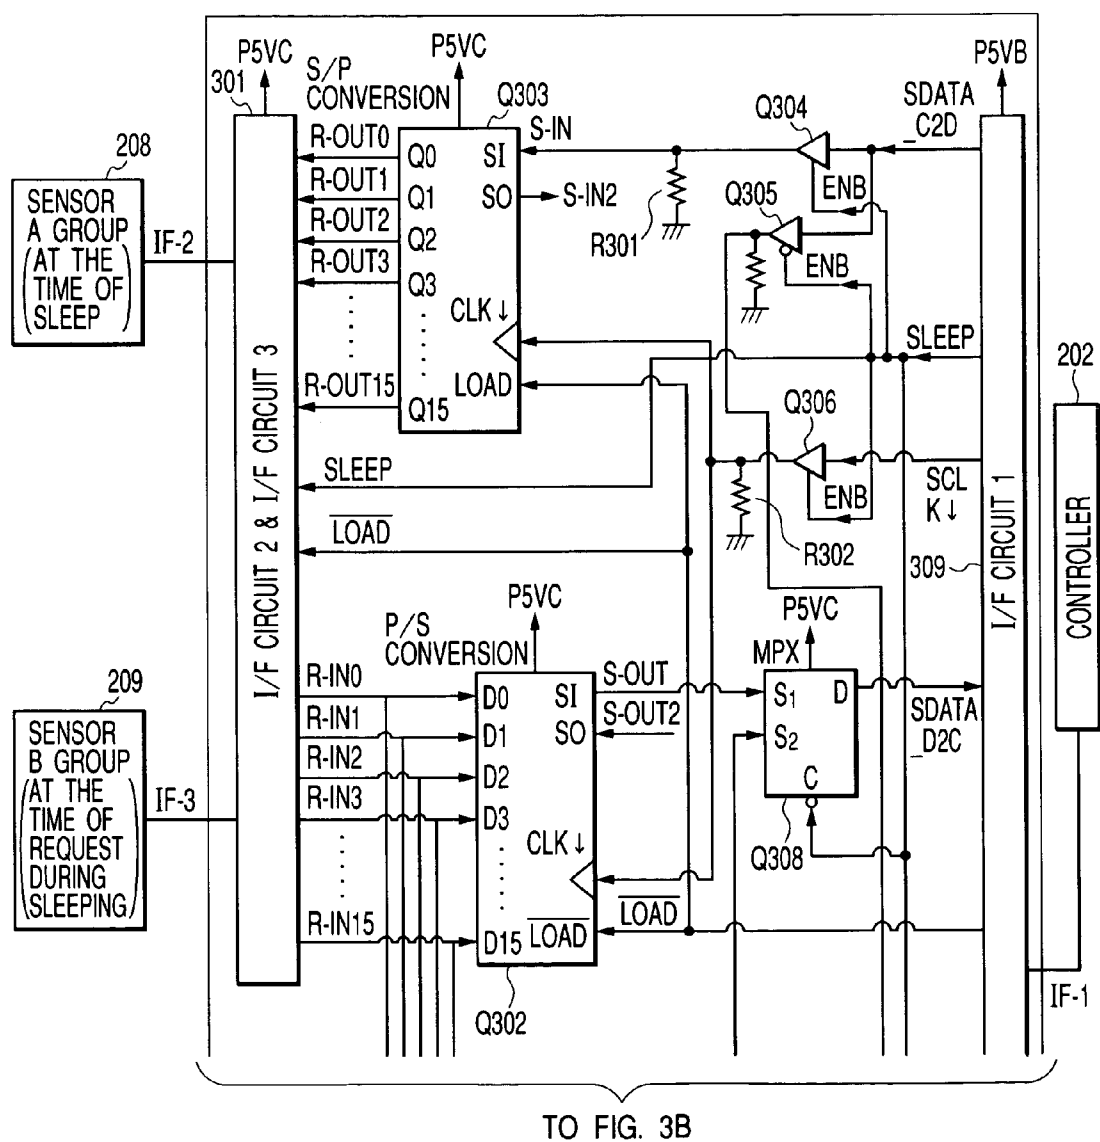 P5VC
P5VC
P5VB
301
S/P
CONVERSION
Q303
Q304
SDATA
_C2D
208
SENSOR
A GROUP
(AT THE
TIME OF
SLEEP)
IF-2
R-OUT0
R-OUT1
R-OUT2
R-OUT3
R-OUT15
Q0
Q1
Q2
Q3
Q15
SI
SO
CLK↓
LOAD
S-IN
S-IN2
R301
Q305
ENB
ENB
SLEEP
202
Q306
ENB
SCL
K↓
R302
309
I/F CIRCUIT 1
CONTROLLER
I/F CIRCUIT 2 & I/F CIRCUIT 3
SLEEP
LOAD
P5VC
P/S
CONVERSION
P5VC
MPX
209
SENSOR
B GROUP
(AT THE
TIME OF
REQUEST
DURING
SLEEPING)
IF-3
R-IN0
R-IN1
R-IN2
R-IN3
R-IN15
D0
D1
D2
D3
D15
SI
SO
CLK↓
LOAD
S-OUT
S-OUT2
S1
S2
D
C
SDATA
_D2C
Q308
LOAD
Q302
IF-1
TO FIG. 3B